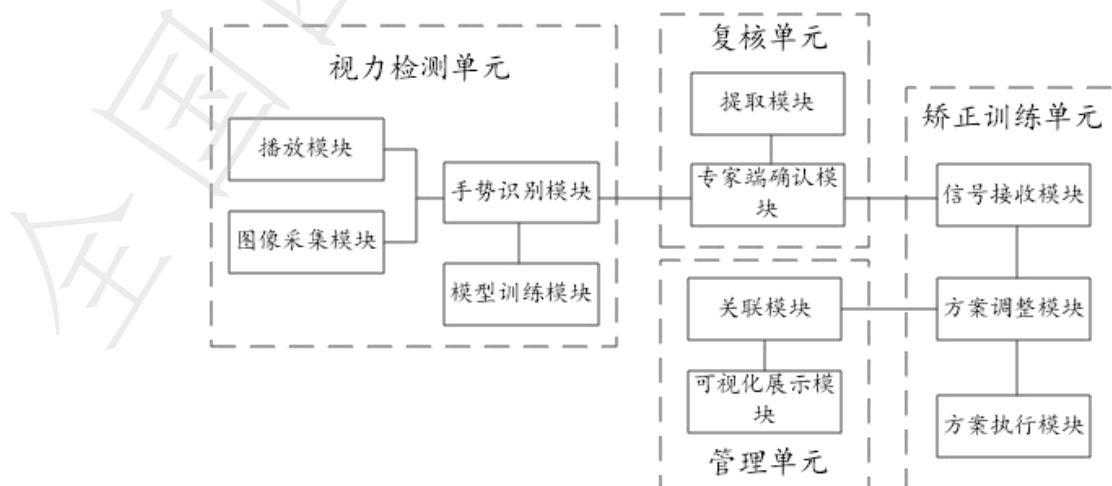 视力检测单元
播放模块
图像采集模块
手势识别模块
模型训练模块
复核单元
提取模块
专家端确认模
块
关联模块
可视化展示模
块
管理单元
矫正训练单元
信号接收模块
方案调整模块
方案执行模块
全国